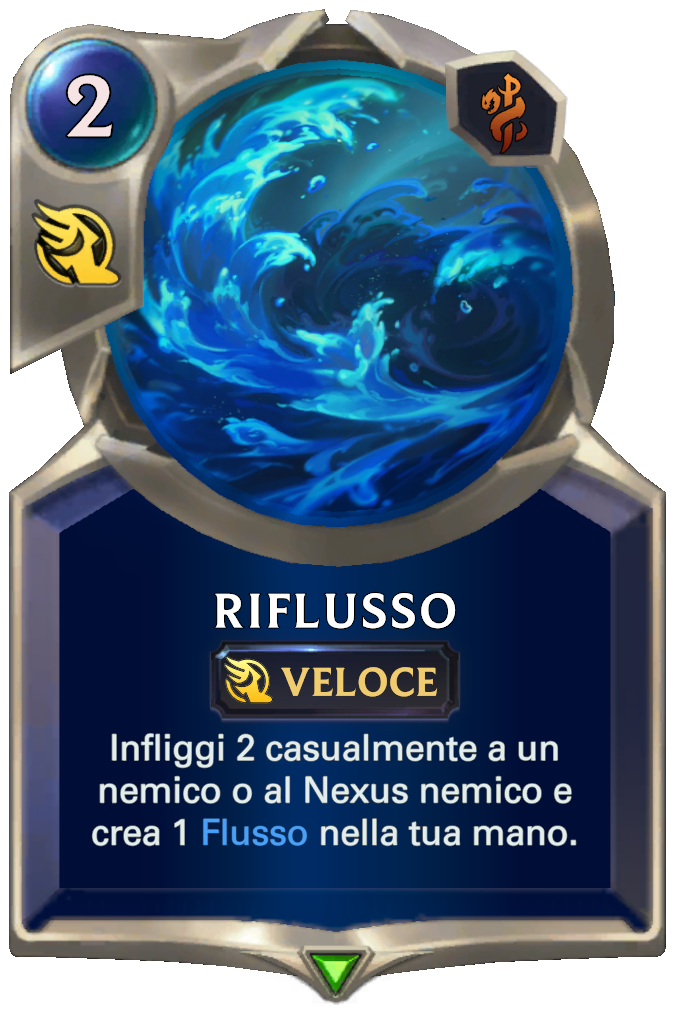 2
RIFLUSSO
VELOCE
Infliggi 2 casualmente a un
nemico o al Nexus nemico e
crea 1 Flusso nella tua mano.